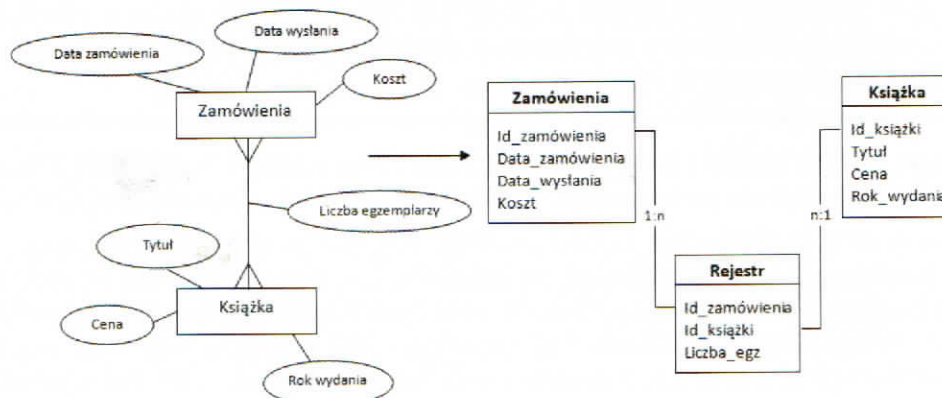 Data wysłania
Data zamówienia
Koszt
Zamówienia
Liczba egzemplarzy
Tytuł
Książka
Cena
Rok wydania
Zamówienia
Id_zamówienia
Data_zamówienia
Data_wysłania
Koszt
1:n
Książka
Id_książki
Tytuł
Cena
Rok_wydania
n:1
Rejestr
Id_zamówienia
Id_książki
Liczba_egz